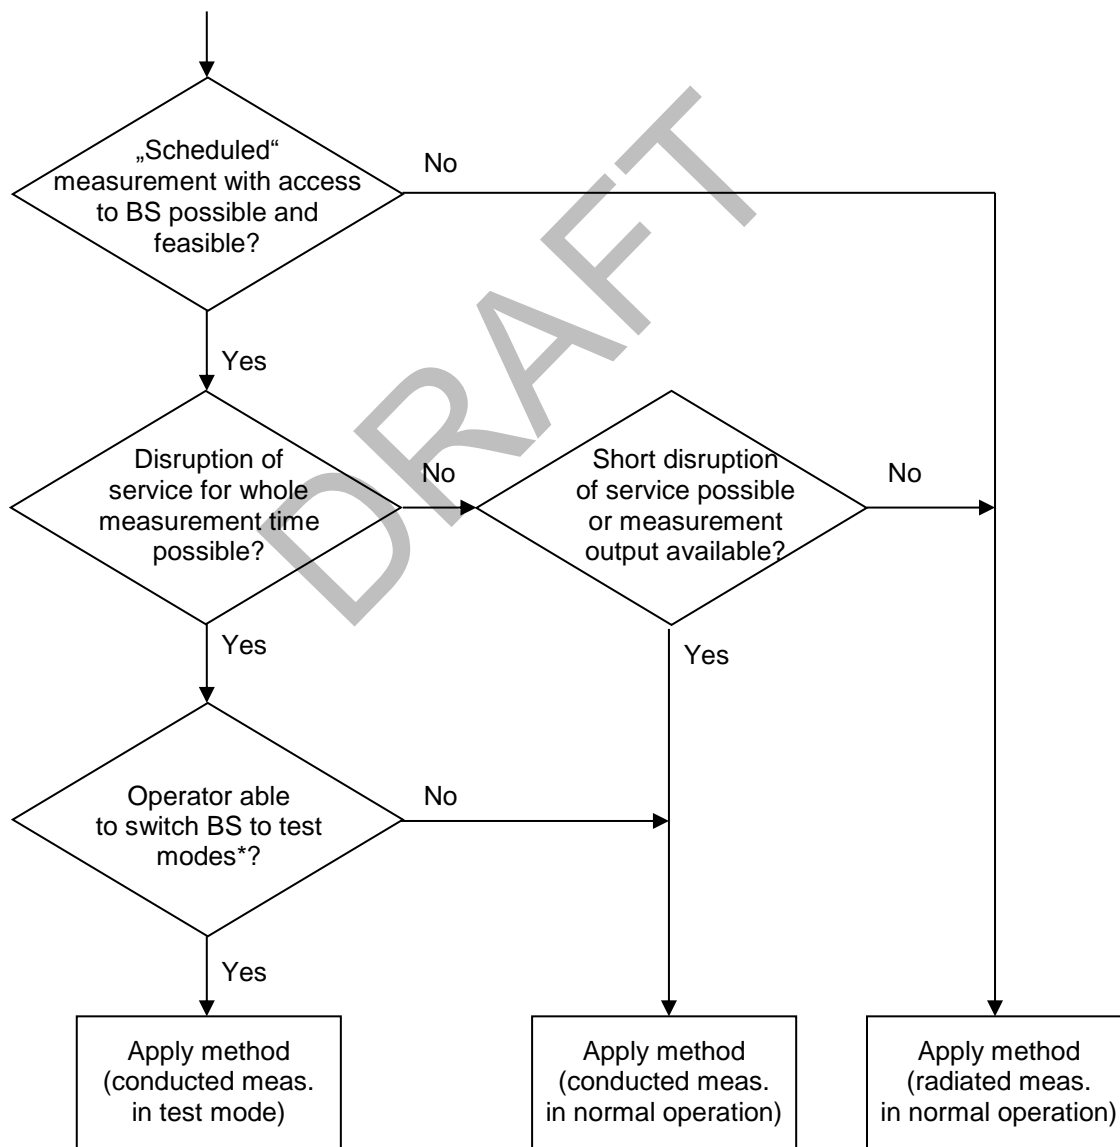 „Scheduled“
measurement with access
to BS possible and
feasible?
No
Yes
Disruption of
service for whole
measurement time
possible?
No
Short disruption
of service possible
or measurement
output available?
No
Yes
Yes
Operator able
to switch BS to test
modes*?
No
Yes
Apply method
(conducted meas.
in test mode)
Apply method
(conducted meas.
in normal operation)
Apply method
(radiated meas.
in normal operation)
DRAFT